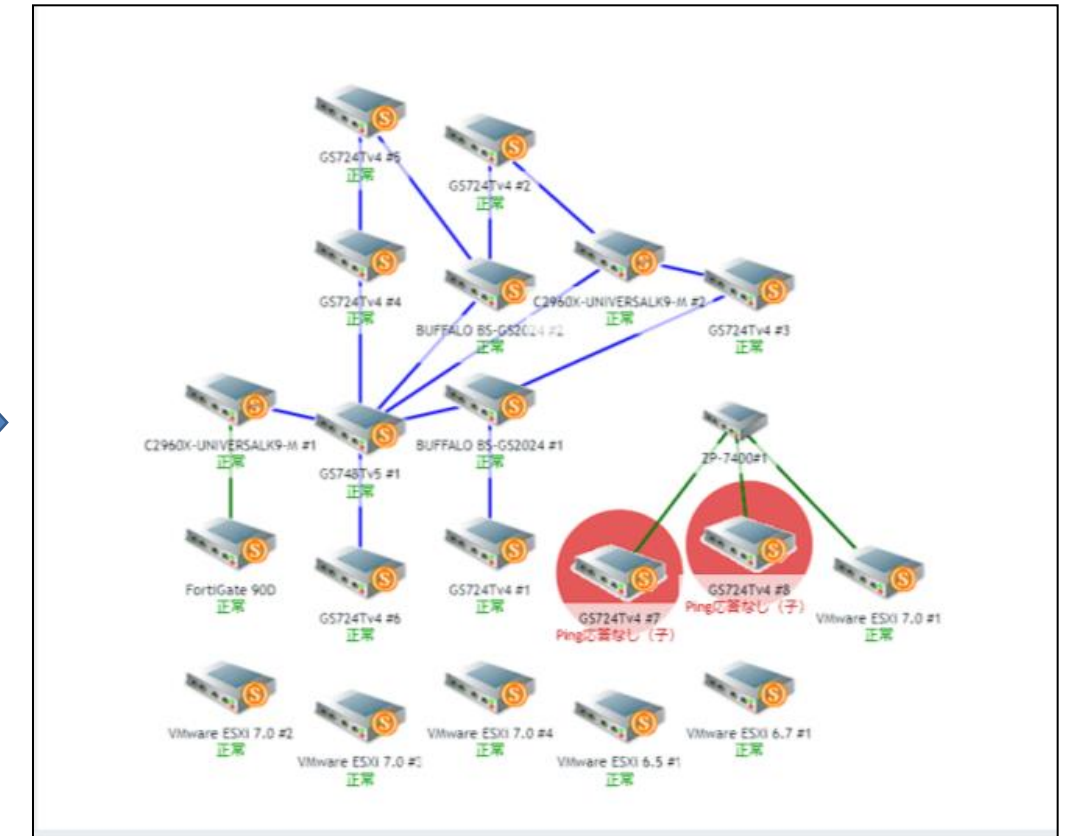 GS724Tv4 #5
正常
GS724Tv4 #2
正常
GS724Tv4 #4
正常
BUFFALO BS-GS2024 #2
正常
C2960X-UNIVERSALK9-M #2
正常
GS724Tv4 #3
正常
C2960X-UNIVERSALK9-M #1
正常
GS748Tv5 #1
正常
BUFFALO BS-GS2024 #1
正常
ZP-7400#1
FortiGate 90D
正常
GS724Tv4 #6
正常
GS724Tv4 #1
正常
GS724Tv4 #7
Ping応答なし（子）
GS724Tv4 #8
Ping応答なし（子）
VMware ESXi 7.0 #1
正常
VMware ESXi 7.0 #2
正常
VMware ESXi 7.0 #3
正常
VMware ESXi 7.0 #4
正常
VMware ESXi 6.5 #1
正常
VMware ESXi 6.7 #1
正常